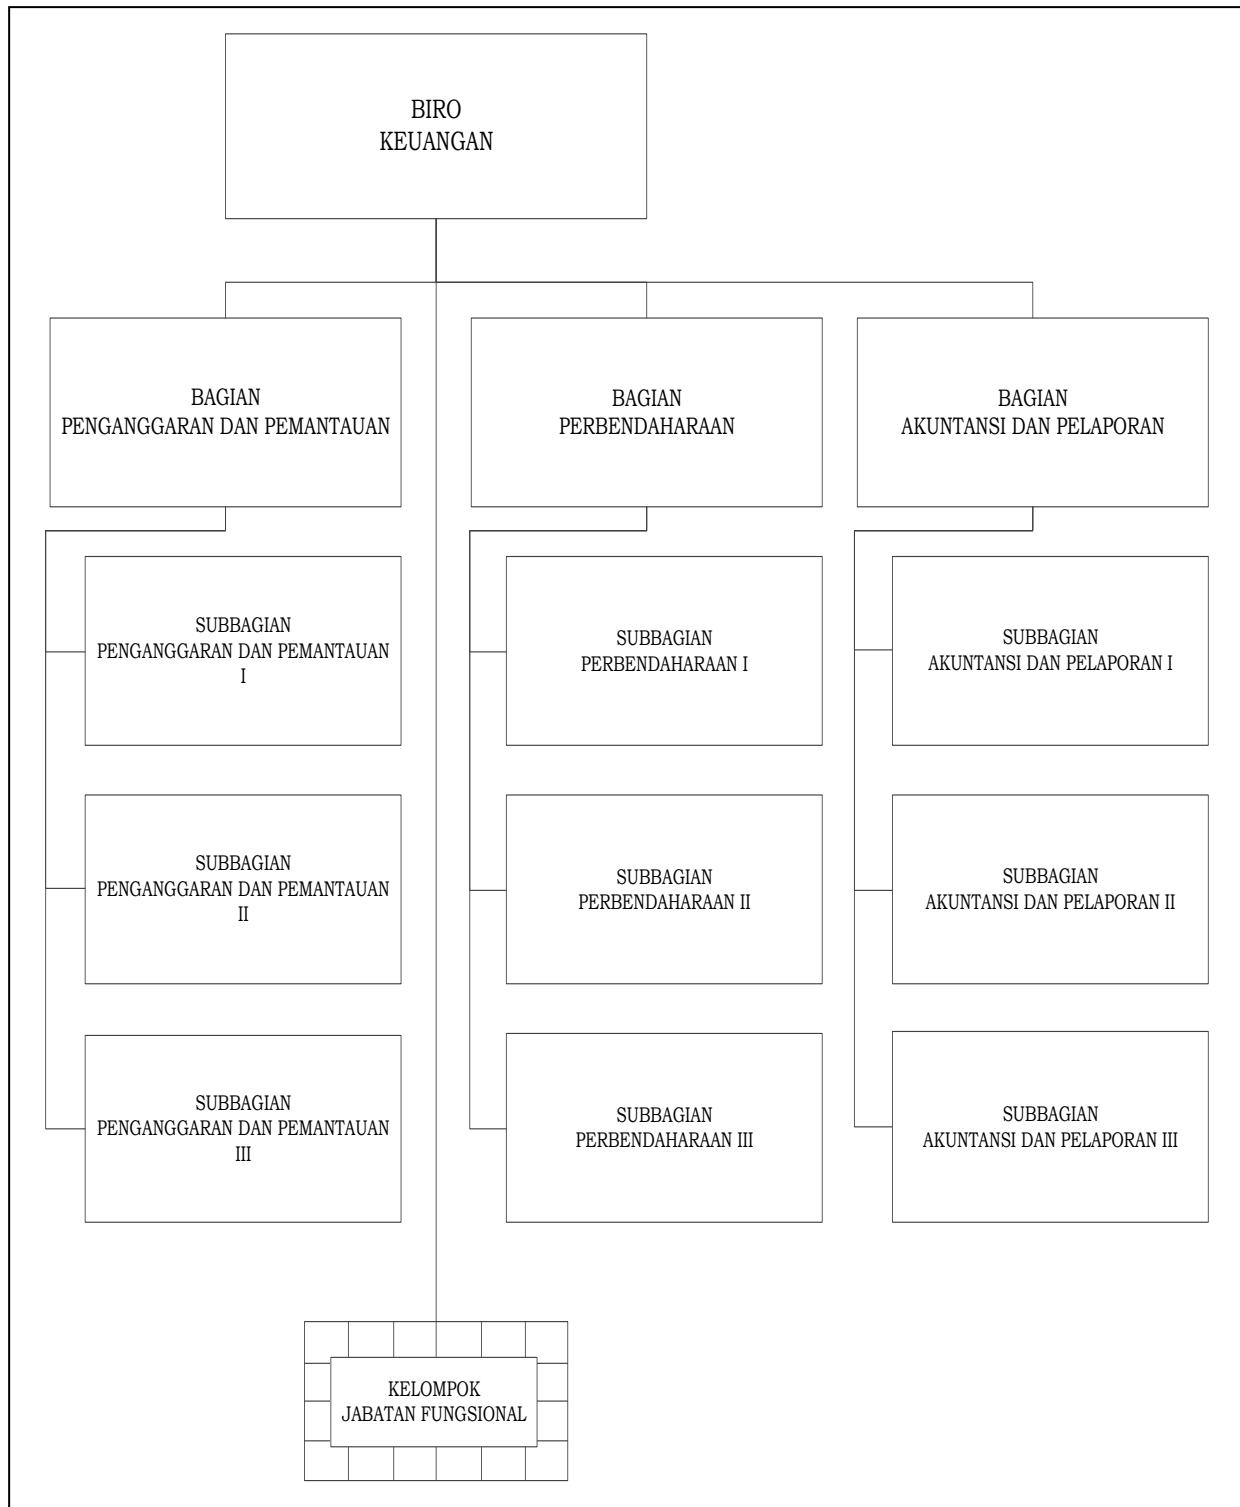 BIRO
KEUANGAN
BAGIAN
PENGANGGARAN DAN PEMANTAUAN
BAGIAN
PERBENDAHARAAN
BAGIAN
AKUNTANSI DAN PELAPORAN
SUBBAGIAN
PENGANGGARAN DAN PEMANTAUAN
I
SUBBAGIAN
PERBENDAHARAAN I
SUBBAGIAN
AKUNTANSI DAN PELAPORAN I
SUBBAGIAN
PENGANGGARAN DAN PEMANTAUAN
II
SUBBAGIAN
PERBENDAHARAAN II
SUBBAGIAN
AKUNTANSI DAN PELAPORAN II
SUBBAGIAN
PENGANGGARAN DAN PEMANTAUAN
III
SUBBAGIAN
PERBENDAHARAAN III
SUBBAGIAN
AKUNTANSI DAN PELAPORAN III
KELOMPOK
JABATAN FUNGSIONAL